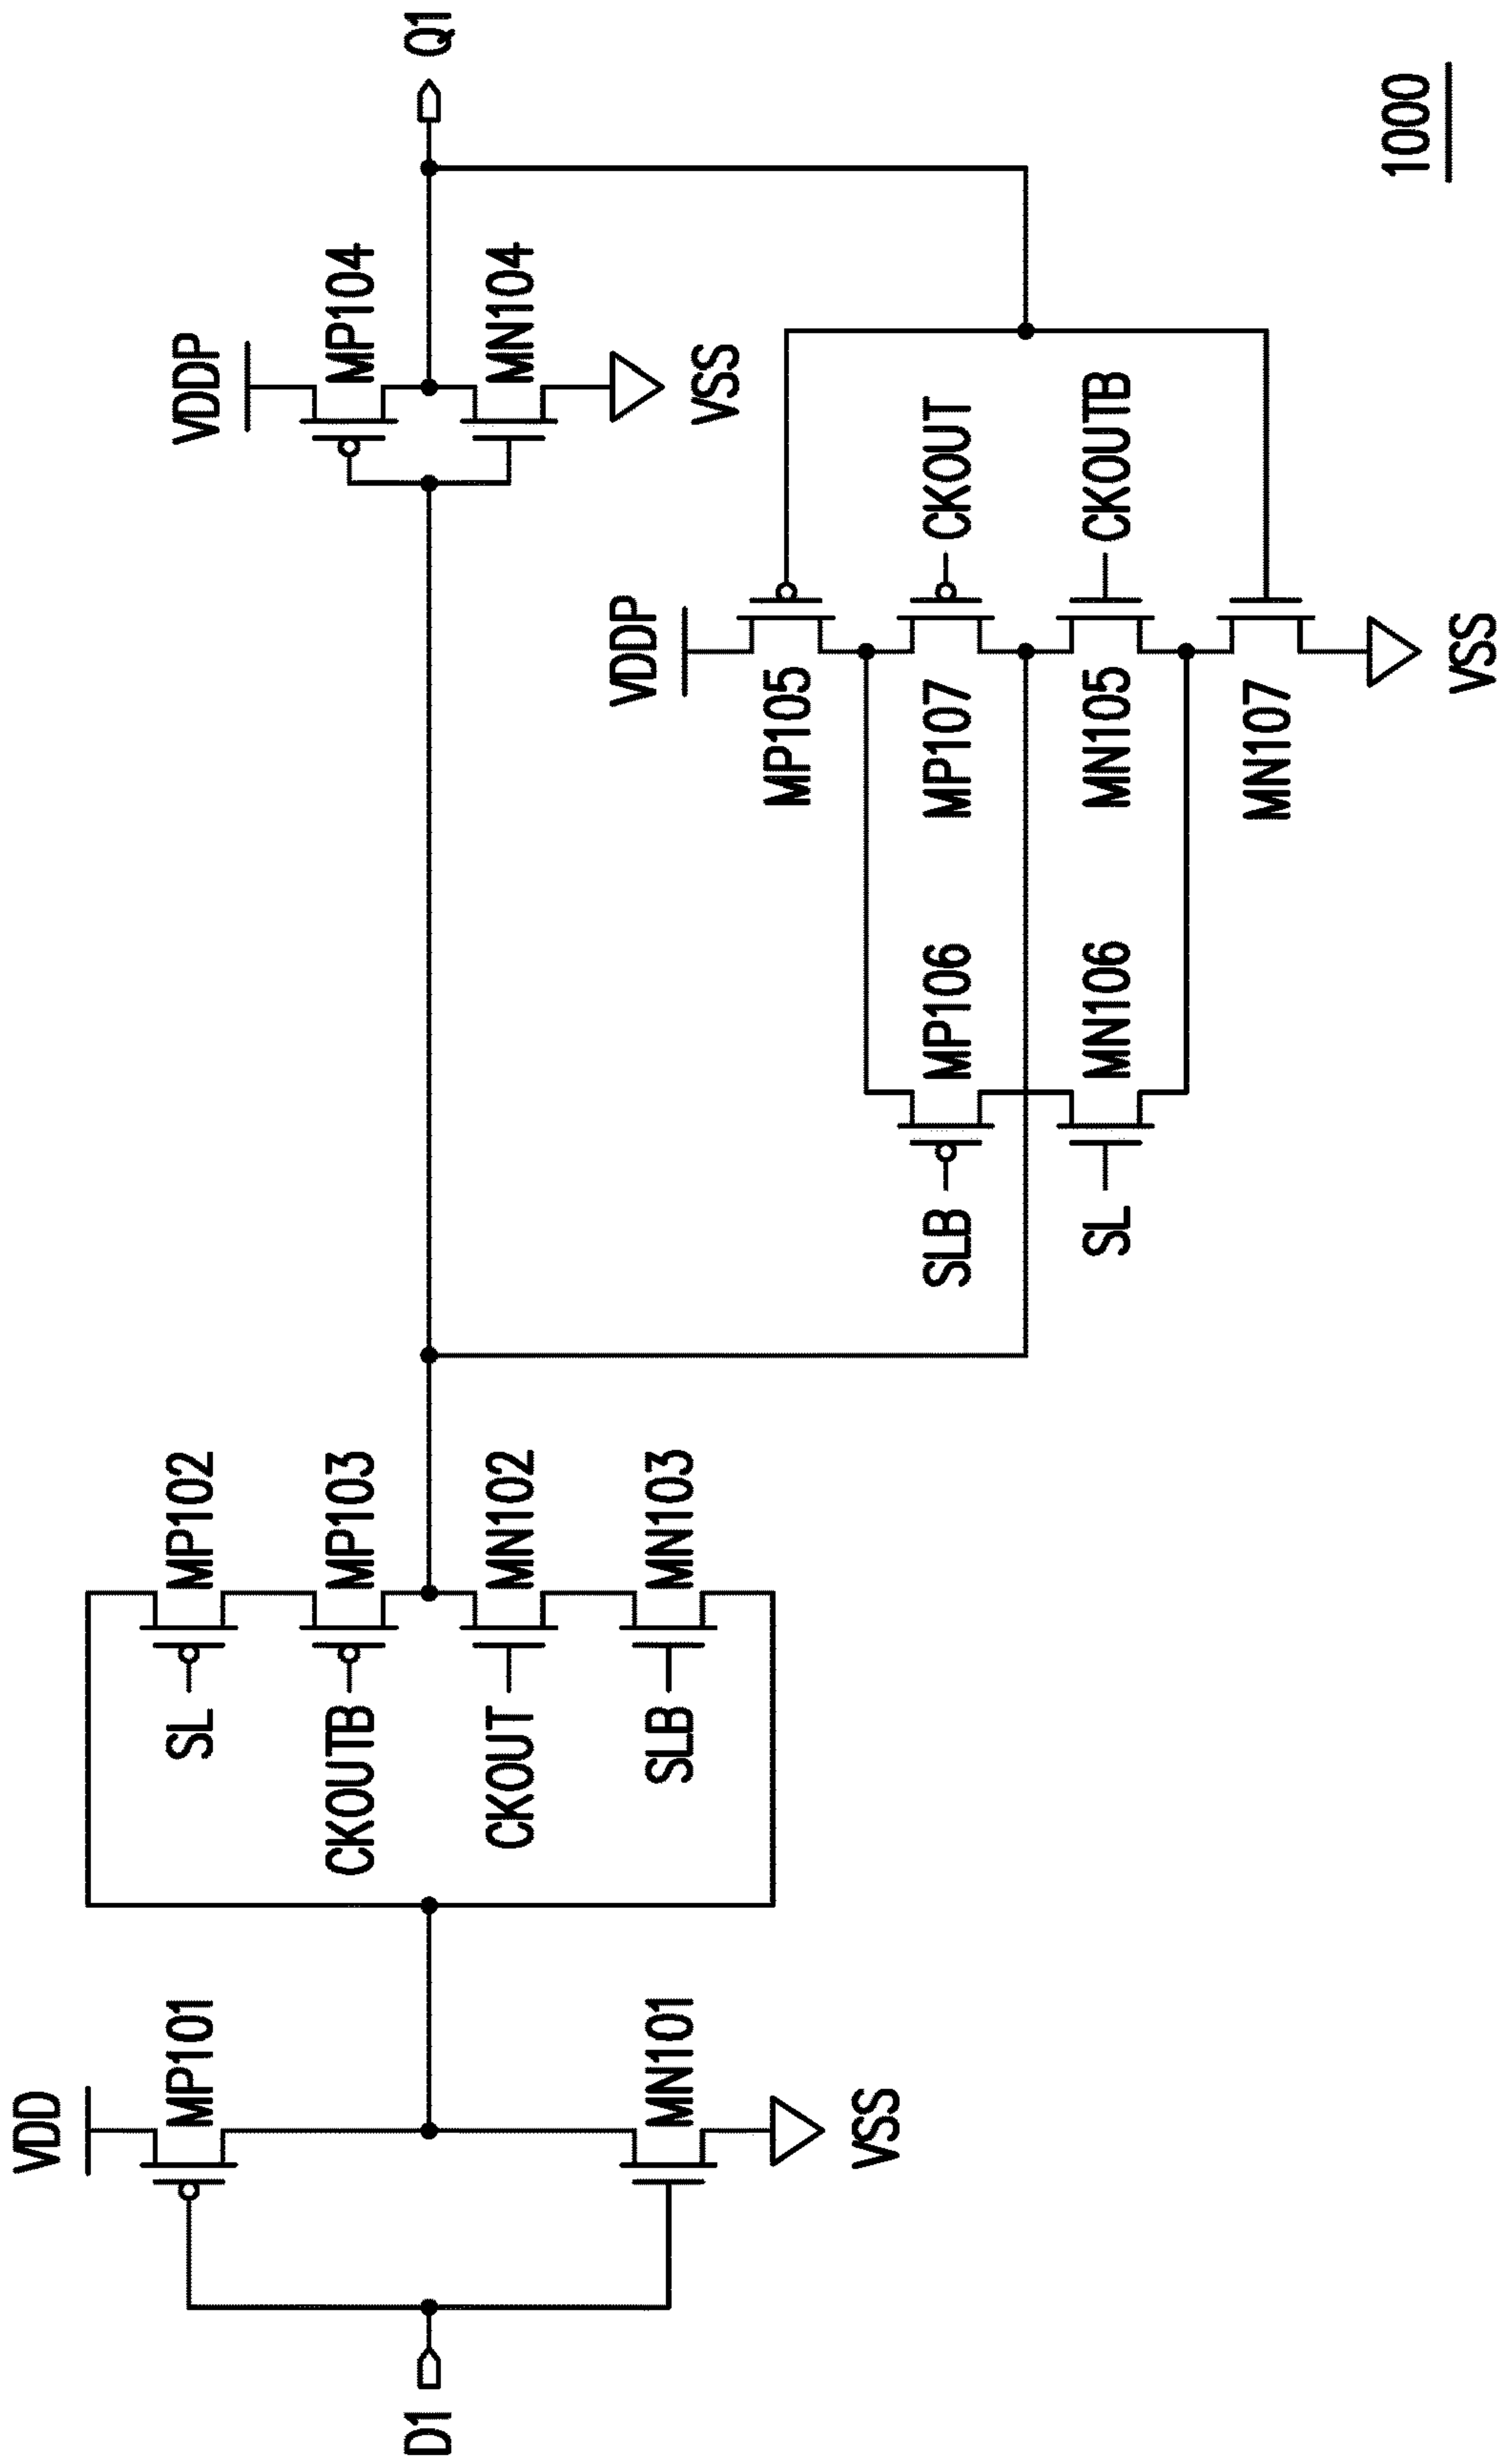 VDD
MP101
D1
MN101
VSS
SL
MP102
CKOUTB
MP103
CKOUT
MN102
SLB
MN103
VDDP
MP104
MN104
VSS
Q1
VDDP
MP105
SLB
MP106
MP107
CKOUT
SL
MN106
MN105
CKOUTB
MN107
VSS
1000